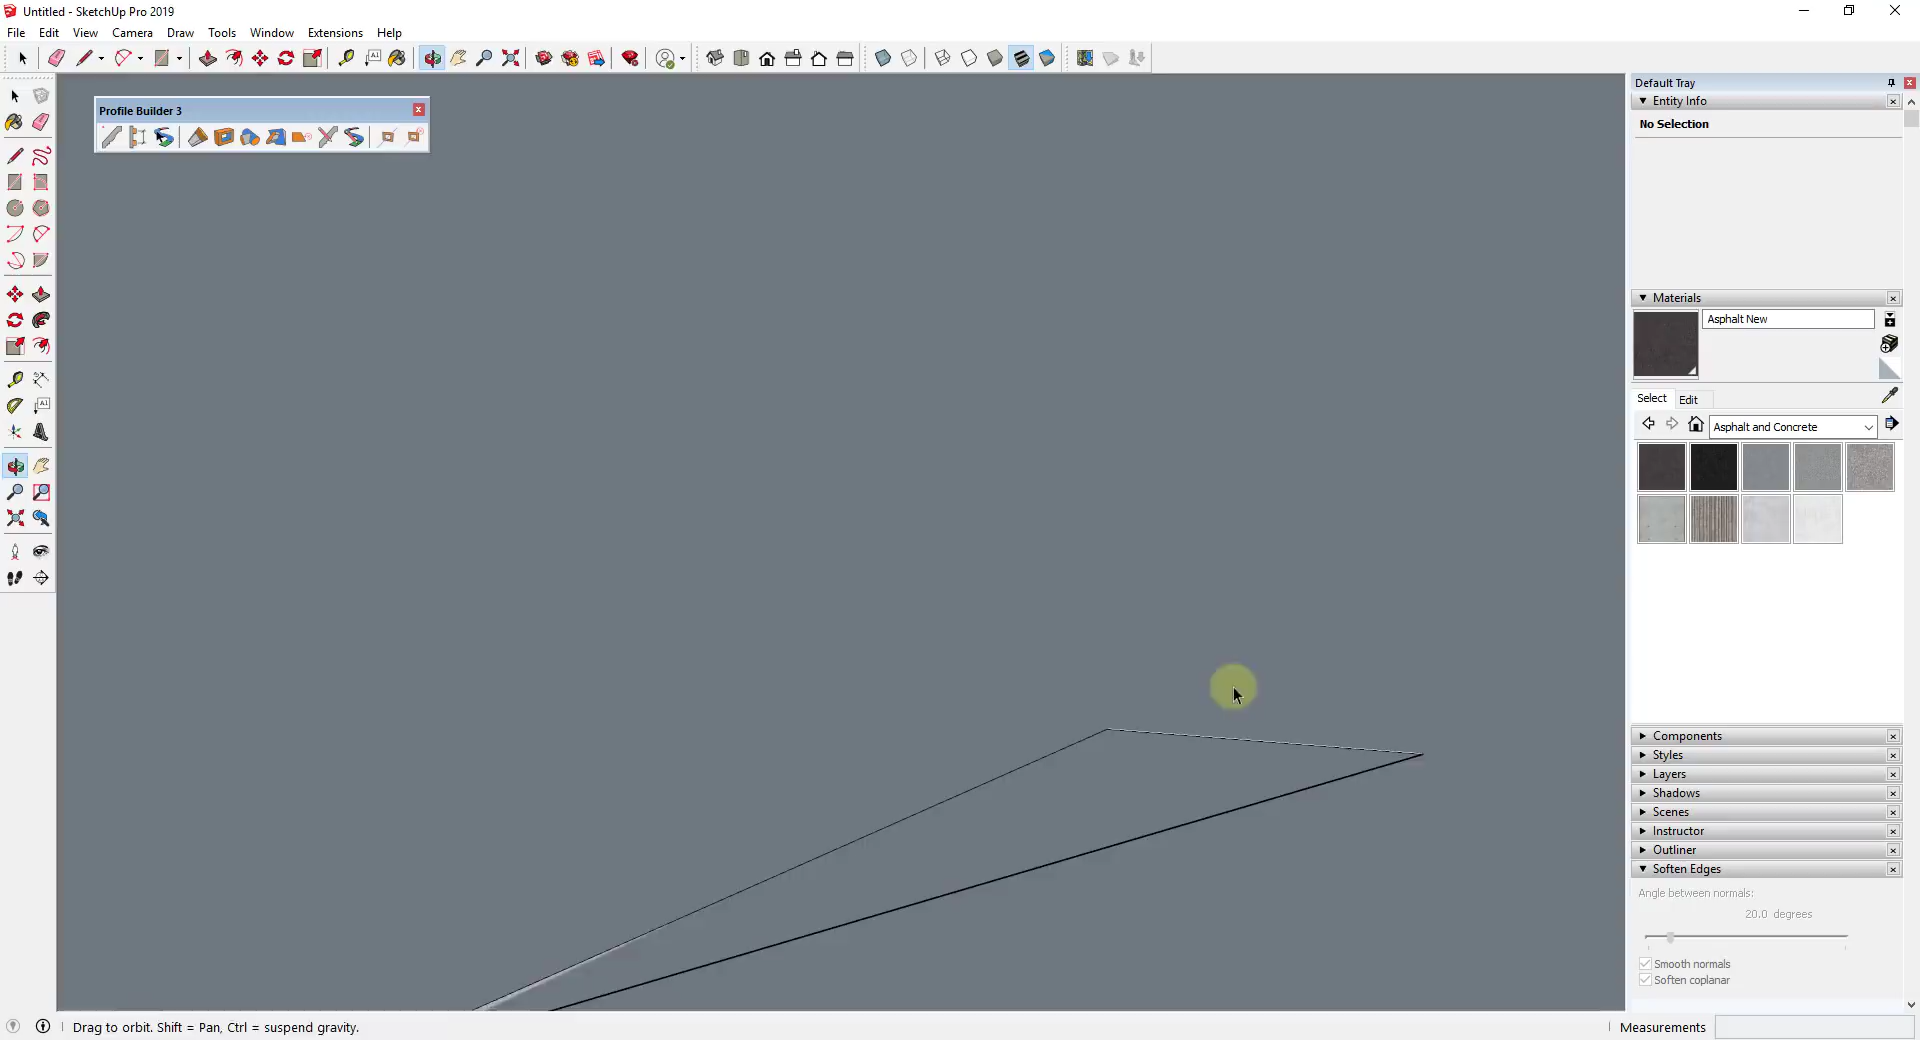 Untitled - SketchUp Pro 2019
File Edit View Camera Draw Tools Window Extensions Help
Profile Builder 3
Default Tray
Entity Info
No Selection
Materials
Asphalt New
Select Edit
Asphalt and Concrete
Components
Styles
Layers
Shadows
Scenes
Instructor
Outliner
Soften Edges
Angle between normals:
20.0 degrees
Smooth normals
Soften coplanar
Drag to orbit. Shift = Pan, Ctrl = suspend gravity.
Measurements